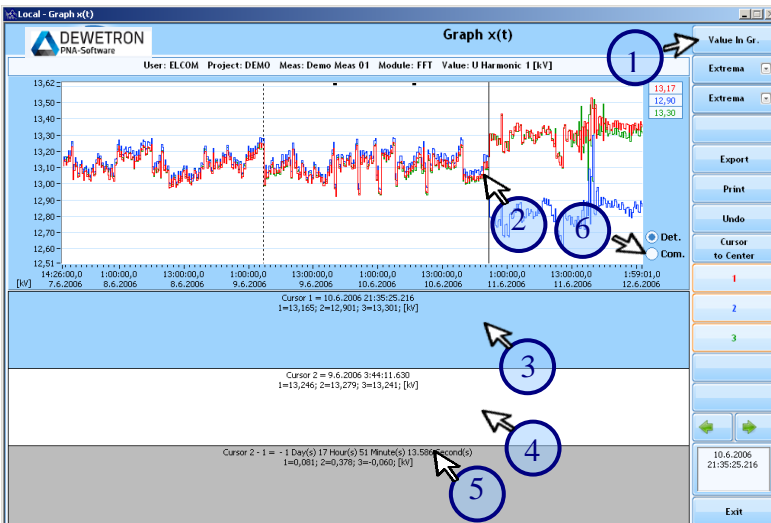 Local - Graph x(t)
DEWETRON
PNA-Software
Graph x(t)
User: ELCOM Project: DEMO Meas: Demo Meas 01 Module: FFT Value: U Harmonic 1 [kV]
13,62
13,50
13,40
13,30
13,20
13,10
13,00
12,90
12,80
12,70
12,60
12,51
[kV]
14:26:00,0 1:00:00,0 13:00:00,0 1:00:00,0 13:00:00,0 1:00:00,0 13:00:00,0 1:00:00,0 13:00:00,0 1:59:01,0
7.6.2006 8.6.2006 8.6.2006 9.6.2006 9.6.2006 10.6.2006 10.6.2006 11.6.2006 11.6.2006 12.6.2006
13,17
12,90
13,30
Det.
Com.
Cursor 1 = 10.6.2006 21:35:25.216
1=13,165; 2=12,901; 3=13,301; [kV]
Cursor 2 = 9.6.2006 3:44:11.630
1=13,246; 2=13,279; 3=13,241; [kV]
Cursor 2 - 1 = - 1 Day(s) 17 Hour(s) 51 Minute(s) 13.586 Second(s)
1=0,081; 2=0,378; 3=-0,060; [kV]
1
2
6
3
4
5
Value In Gr.
Extrema
Extrema
Export
Print
Undo
Cursor
to Center
1
2
3
10.6.2006
21:35:25.216
Exit